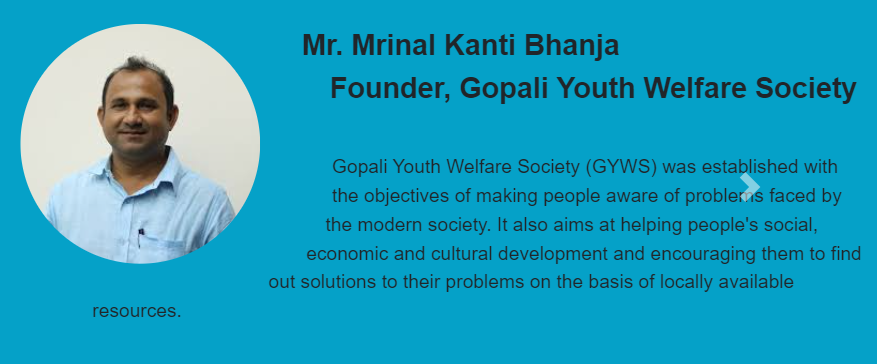 Mr. Mrinal Kanti Bhanja
Founder, Gopali Youth Welfare Society
Gopali Youth Welfare Society (GYWS) was established with
the objectives of making people aware of problems faced by
the modern society. It also aims at helping people's social,
economic and cultural development and encouraging them to find
out solutions to their problems on the basis of locally available
resources.